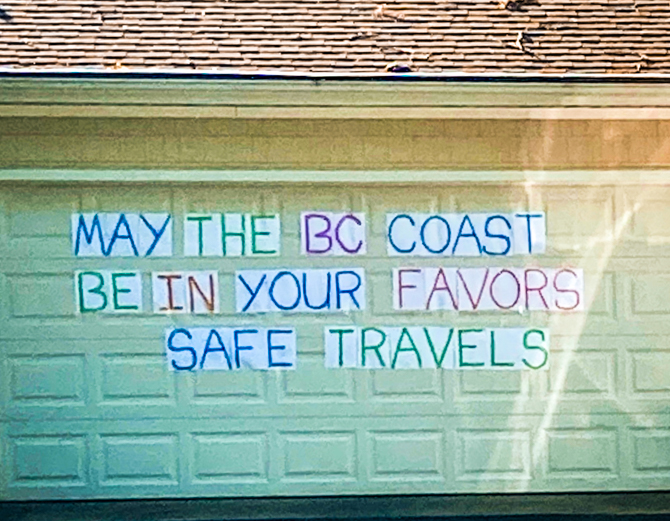 MAY THE BC COAST
BE IN YOUR FAVORS
SAFE TRAVELS